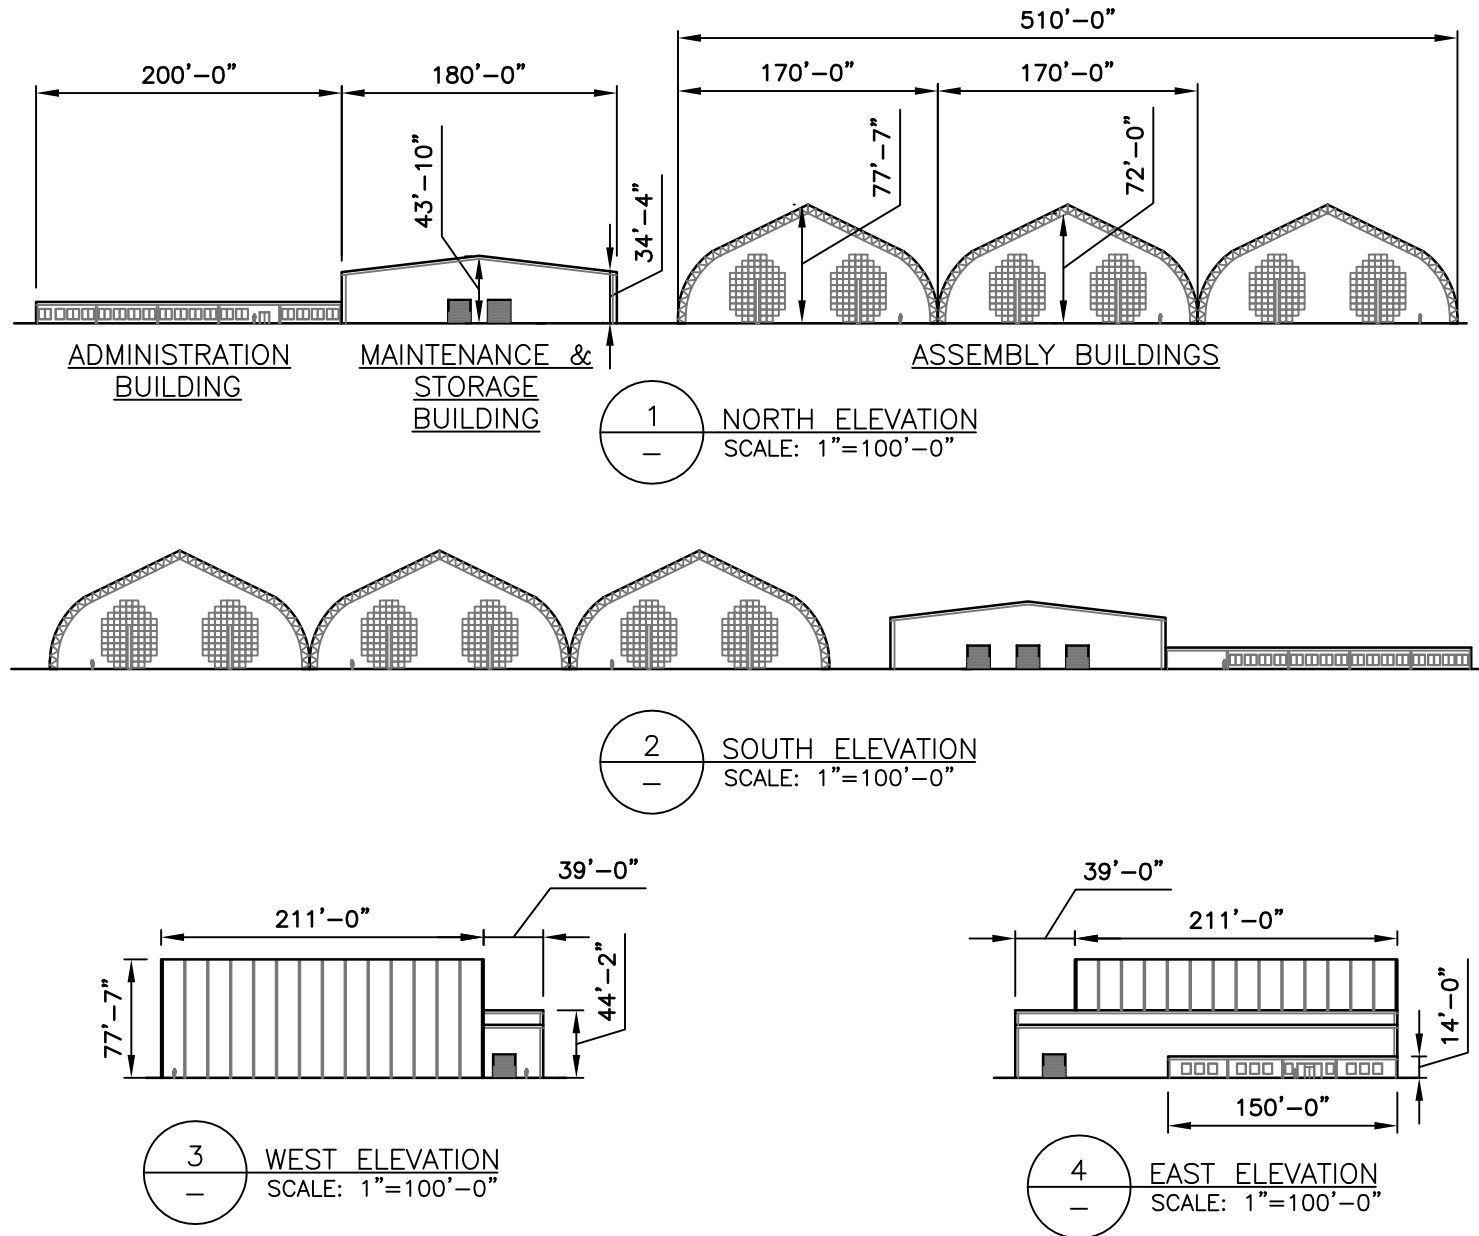 510'-0"
200'-0" 180'-0" 170'-0" 170'-0"
43'-10" 34'-4" 77'-7" 72'-0"
ADMINISTRATION
BUILDING
MAINTENANCE &
STORAGE
BUILDING
ASSEMBLY BUILDINGS
1
–
NORTH ELEVATION
SCALE: 1"=100'-0"
2
–
SOUTH ELEVATION
SCALE: 1"=100'-0"
39'-0"
211'-0"
77'-7"
44'-2"
3
–
WEST ELEVATION
SCALE: 1"=100'-0"
39'-0"
211'-0"
14'-0"
150'-0"
4
–
EAST ELEVATION
SCALE: 1"=100'-0"